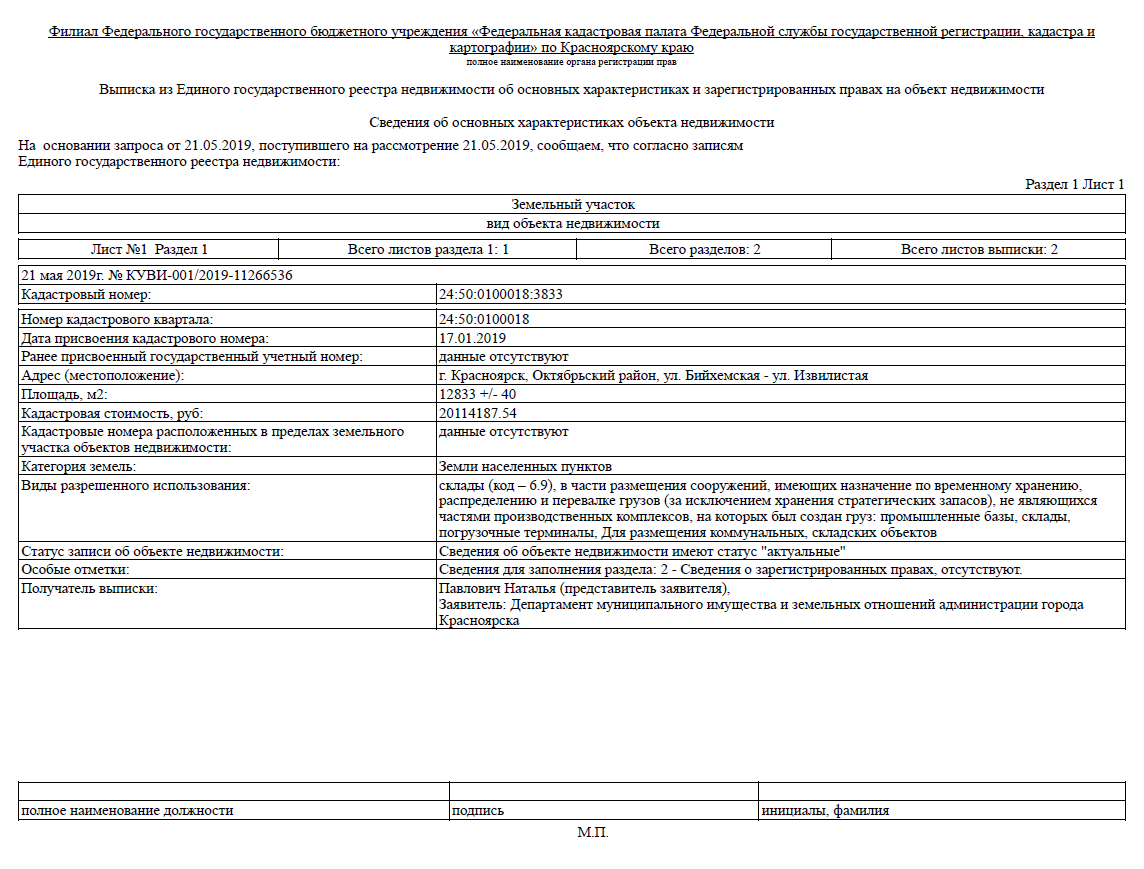 Филиал Федерального государственного бюджетного учреждения «Федеральная кадастровая палата Федеральной службы государственной регистрации, кадастра и
картографии» по Красноярскому краю
полное наименование органа регистрации прав
Выписка из Единого государственного реестра недвижимости об основных характеристиках и зарегистрированных правах на объект недвижимости
Сведения об основных характеристиках объекта недвижимости
На основании запроса от 21.05.2019, поступившего на рассмотрение 21.05.2019, сообщаем, что согласно записям
Единого государственного реестра недвижимости:
Раздел 1 Лист 1
Земельный участок
вид объекта недвижимости
Лист №1 Раздел 1 Всего листов раздела 1: 1 Всего разделов: 2 Всего листов выписки: 2
21 мая 2019г. № КУВИ-001/2019-11266536
Кадастровый номер: 24:50:0100018:3833
Номер кадастрового квартала: 24:50:0100018
Дата присвоения кадастрового номера: 17.01.2019
Ранее присвоенный государственный учетный номер: данные отсутствуют
Адрес (местоположение): г. Красноярск, Октябрьский район, ул. Бийхемская - ул. Извилистая
Площадь, м2: 12833 +/- 40
Кадастровая стоимость, руб: 20114187.54
Кадастровые номера расположенных в пределах земельного
участка объектов недвижимости:
данные отсутствуют
Категория земель: Земли населенных пунктов
Виды разрешенного использования: склады (код – 6.9), в части размещения сооружений, имеющих назначение по временному хранению,
распределению и перевалке грузов (за исключением хранения стратегических запасов), не являющихся
частями производственных комплексов, на которых был создан груз: промышленные базы, склады,
погрузочные терминалы, Для размещения коммунальных, складских объектов
Статус записи об объекте недвижимости: Сведения об объекте недвижимости имеют статус "актуальные"
Особые отметки: Сведения для заполнения раздела: 2 - Сведения о зарегистрированных правах, отсутствуют.
Получатель выписки: Павлович Наталья (представитель заявителя),
Заявитель: Департамент муниципального имущества и земельных отношений администрации города
Красноярска
полное наименование должности подпись инициалы, фамилия
М.П.